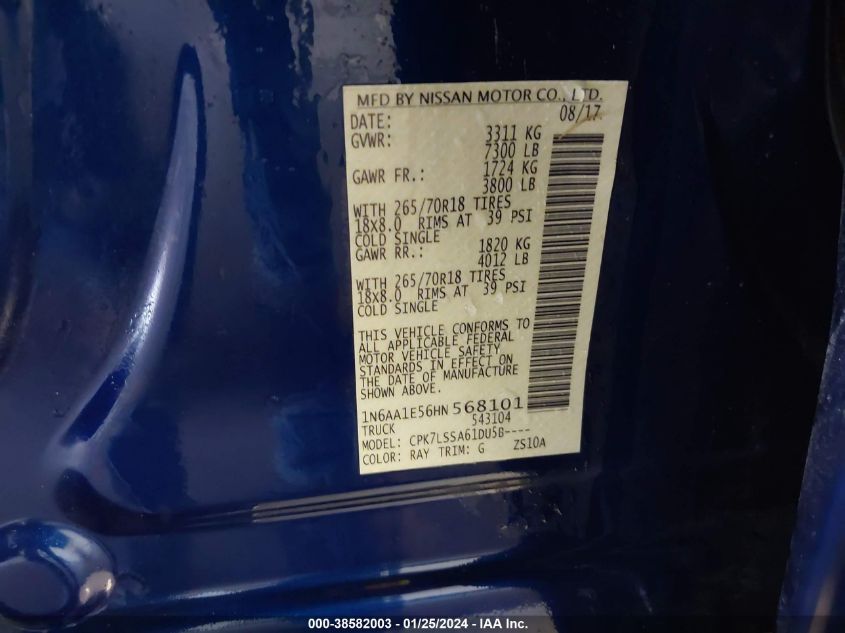 MFD BY NISSAN MOTOR CO., LTD.
DATE: 08/17
GVWR: 3311 KG
7300 LB
GAWR FR.: 1724 KG
3800 LB
WITH 265/70R18 TIRES
18x8.0 RIMS AT 39 PSI
COLD SINGLE
GAWR RR.: 1820 KG
4012 LB
WITH 265/70R18 TIRES
18x8.0 RIMS AT 39 PSI
COLD SINGLE
THIS VEHICLE CONFORMS TO
ALL APPLICABLE FEDERAL
MOTOR VEHICLE SAFETY
STANDARDS IN EFFECT ON
THE DATE OF MANUFACTURE
SHOWN ABOVE.
1N6AA1E56HN 568101
TRUCK 543104
MODEL: CPK7LSSA61DU5B----
COLOR: RAY TRIM: G ZS10A
000-38582003 - 01/25/2024 - IAA Inc.